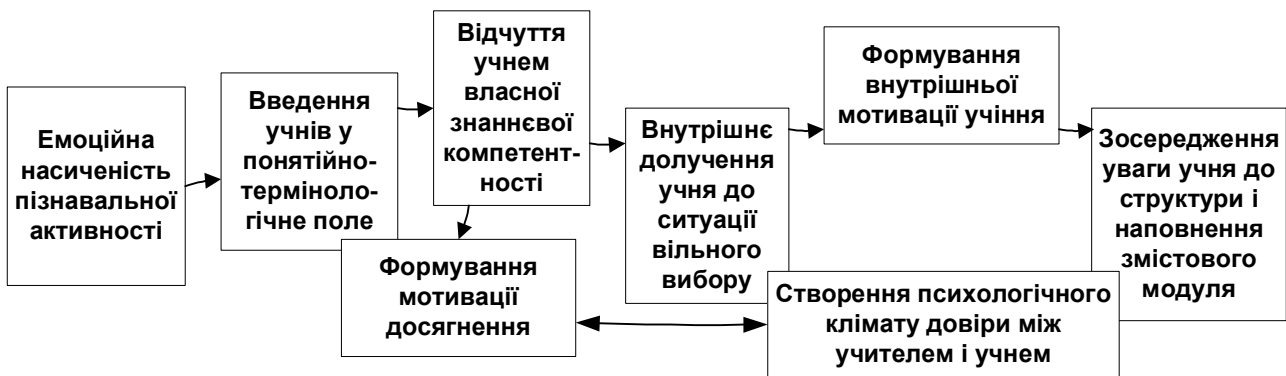 Емоційна
насиченість
пізнавальної
активності
Введення
учнів у
понятійно-
терміноло-
гічне поле
Відчуття
учнем
власної
знаннєвої
компетент-
ності
Формування
мотивації
досягнення
Внутрішнє
долучення
учня до
ситуації
вільного
вибору
Формування
внутрішньої
мотивації учіння
Створення психологічного
клімату довіри між
учителем і учнем
Зосередження
уваги учня до
структури і
наповнення
змістового
модуля